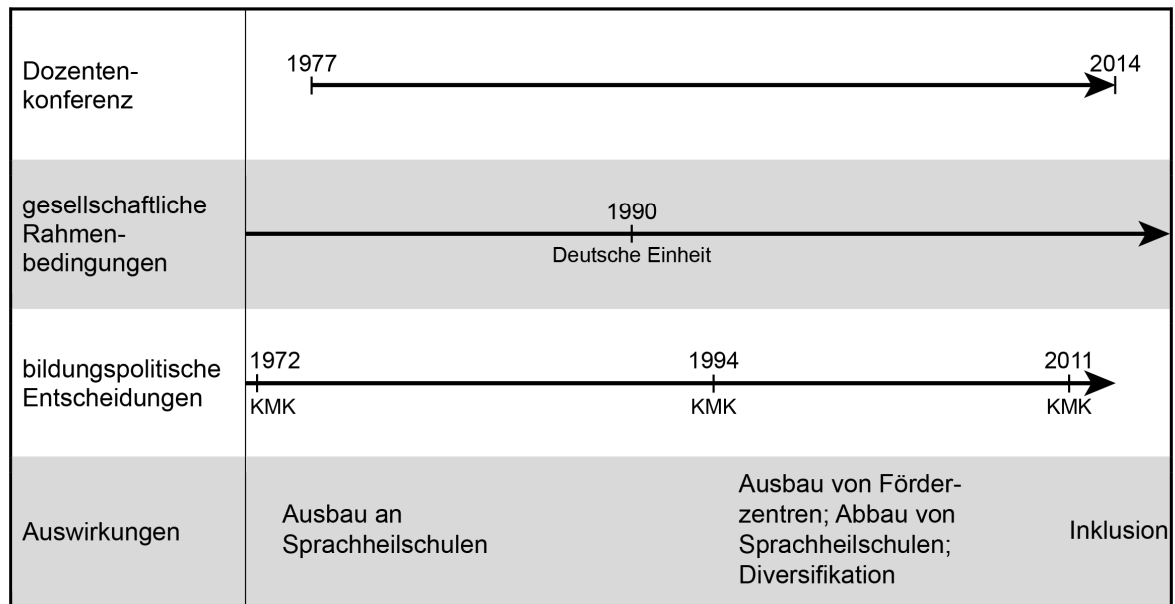 Dozenten-
konferenz
1977
2014
gesellschaftliche
Rahmen-
bedingungen
1990
Deutsche Einheit
bildungspolitische
Entscheidungen
1972
1994
2011
KMK
KMK
KMK
Auswirkungen
Ausbau an
Sprachheilschulen
Ausbau von Förder-
zentren; Abbau von
Sprachheilschulen;
Diversifikation
Inklusion